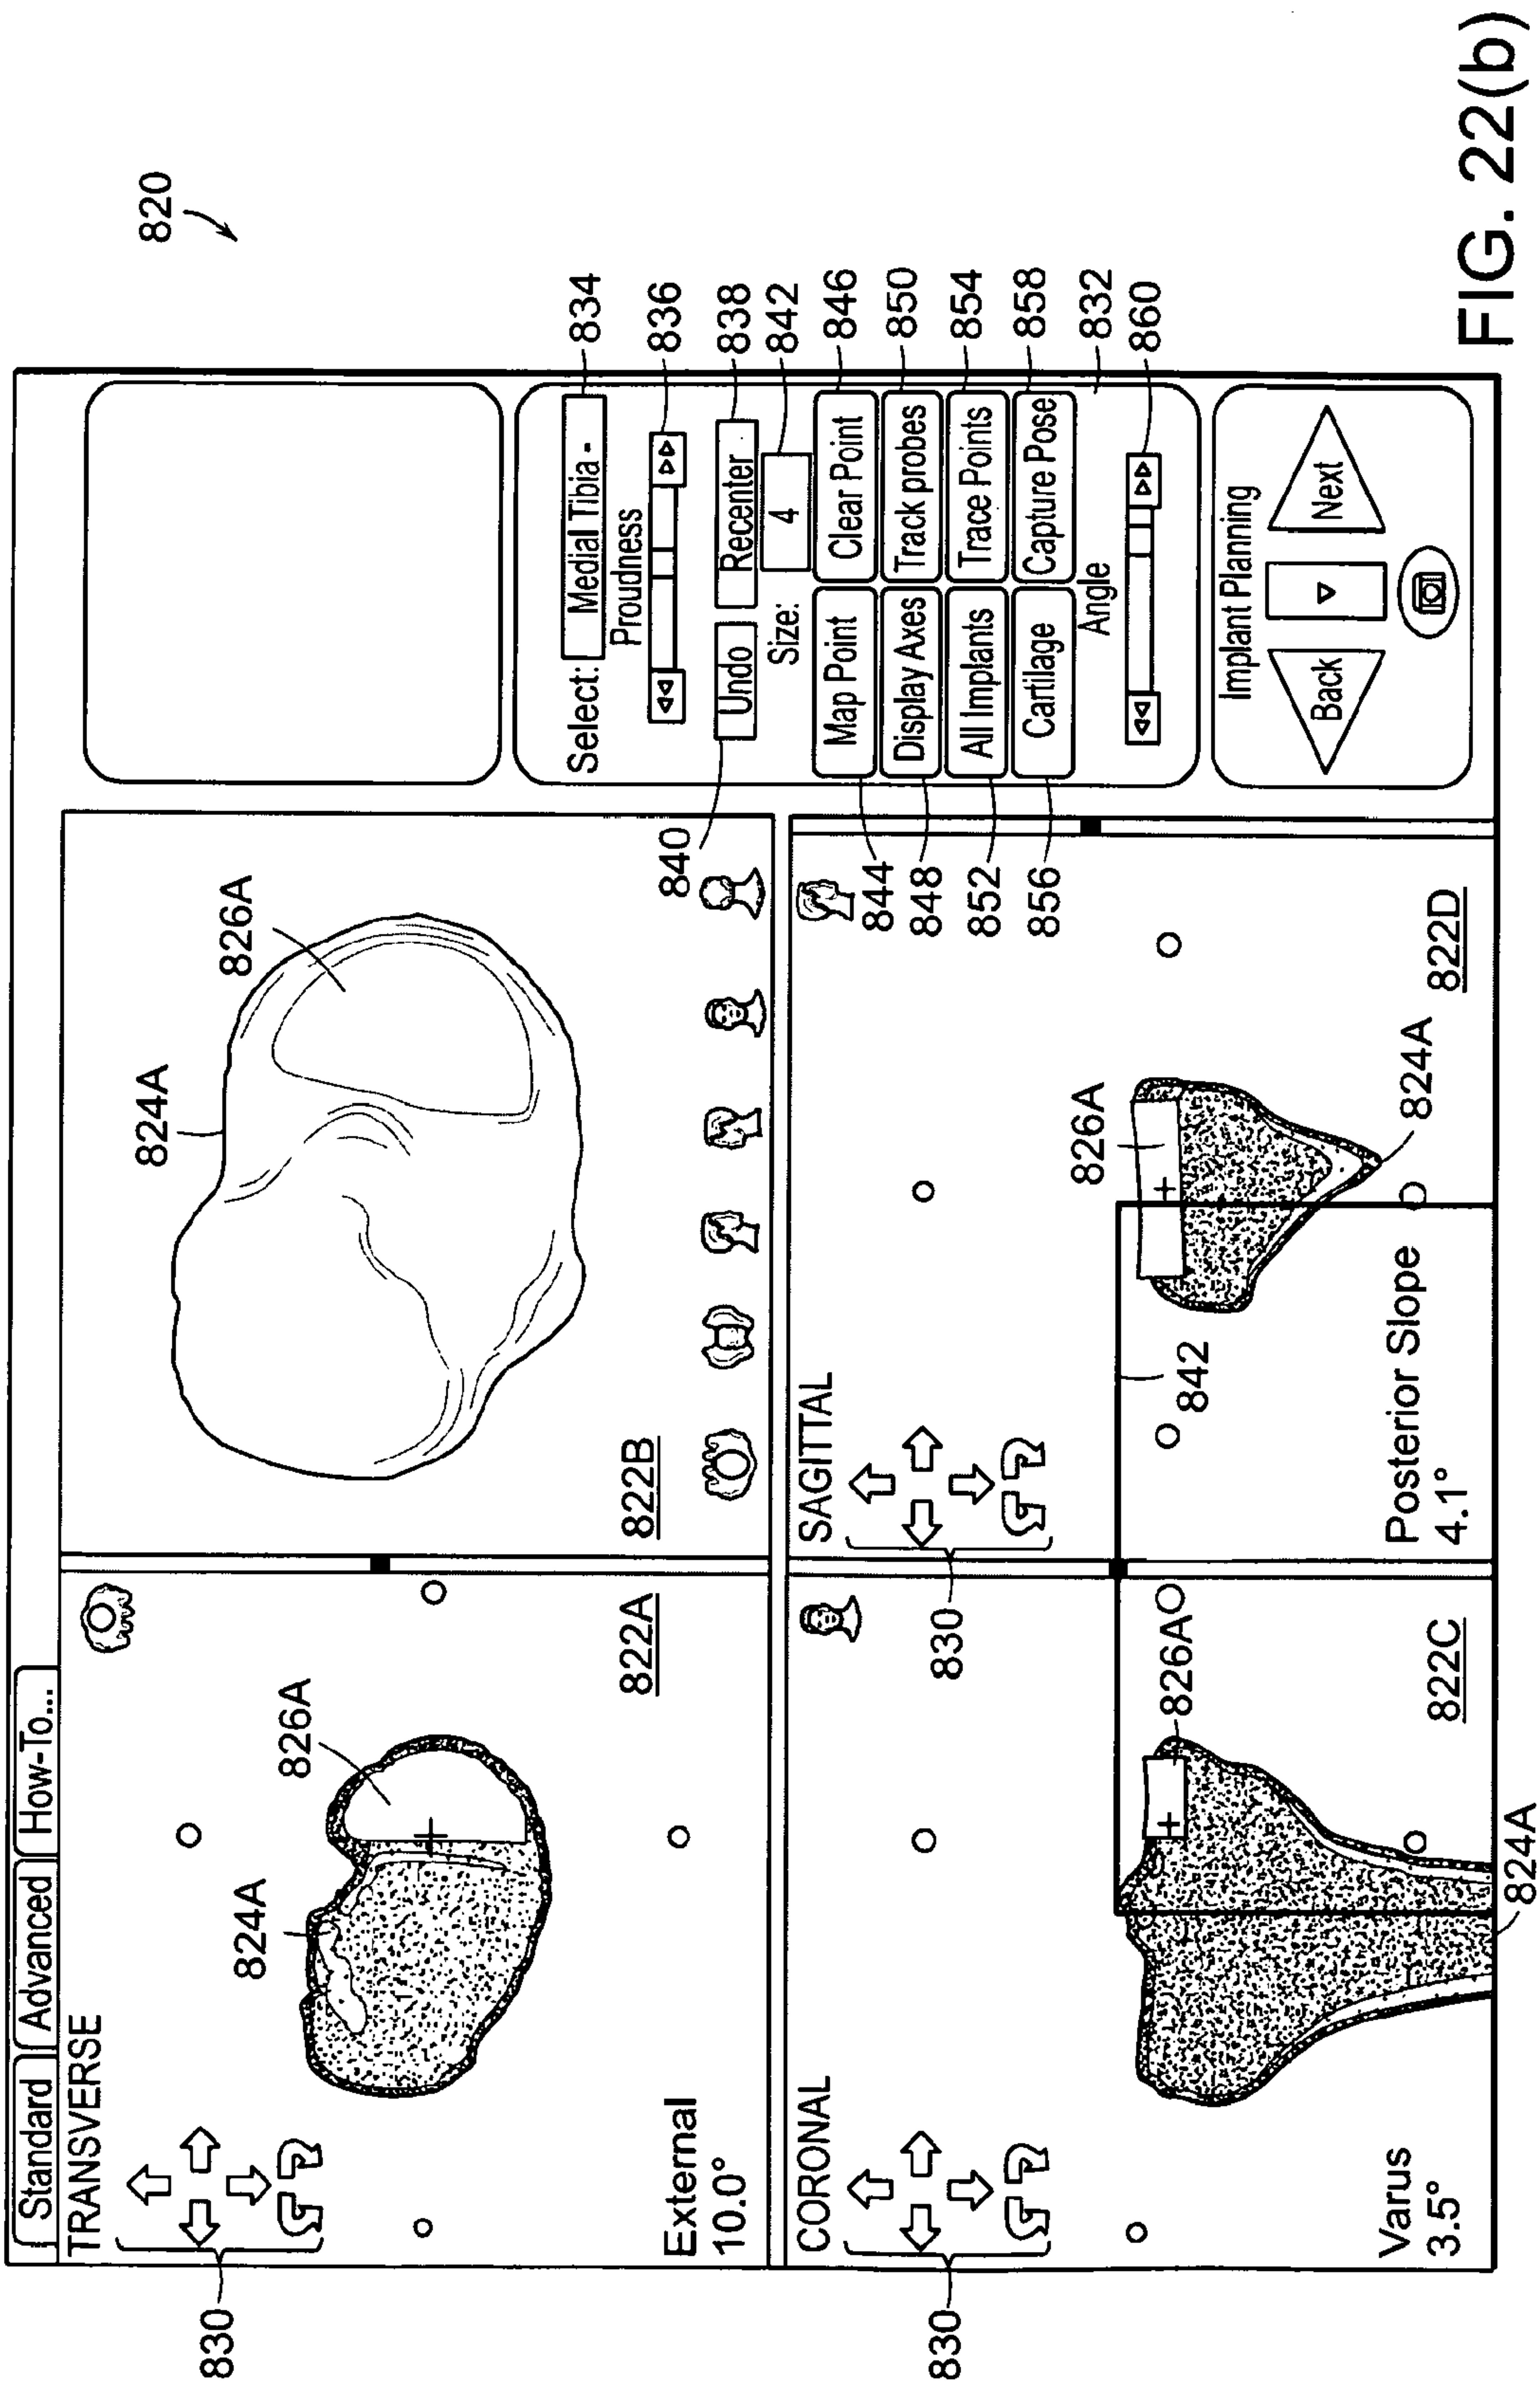 820
Standard Advanced How-To...
TRANSVERSE
830
824A
826A
External
10.0°
822A
824A
826A
822B
840
CORONAL
830
826A
Varus
3.5°
822C
824A
SAGITTAL
830
842
826A
Posterior Slope
4.1°
824A
822D
Select: Medial Tibia - 834
Proudness
836
Undo Recenter 838
Size: 4 842
844 Map Point Clear Point 846
848 Display Axes Track probes 850
852 All Implants Trace Points 854
856 Cartilage Capture Pose 858
Angle
832
860
Implant Planning
Back Next
FIG. 22(b)